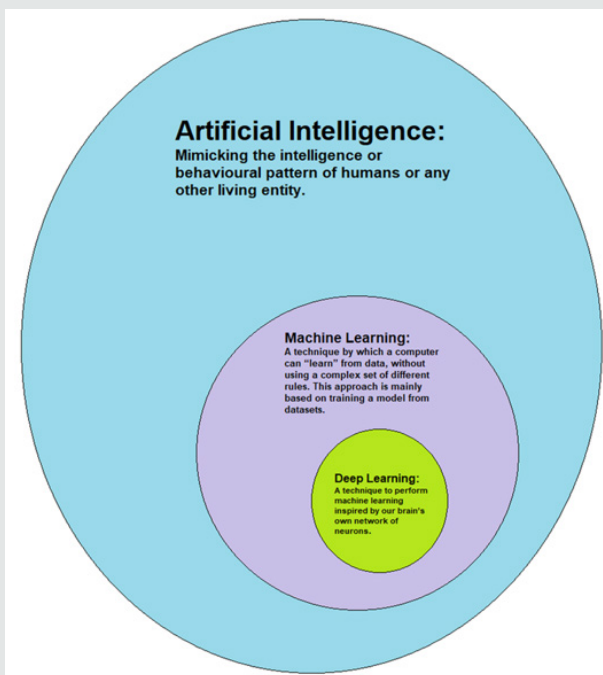 Artificial Intelligence:
Mimicking the intelligence or
behavioural pattern of humans or any
other living entity.
Machine Learning:
A technique by which a computer
can "learn" from data, without
using a complex set of different
rules. This approach is mainly
based on training a model from
datasets.
Deep Learning:
A technique to perform
machine learning
inspired by our brain's
own network of
neurons.